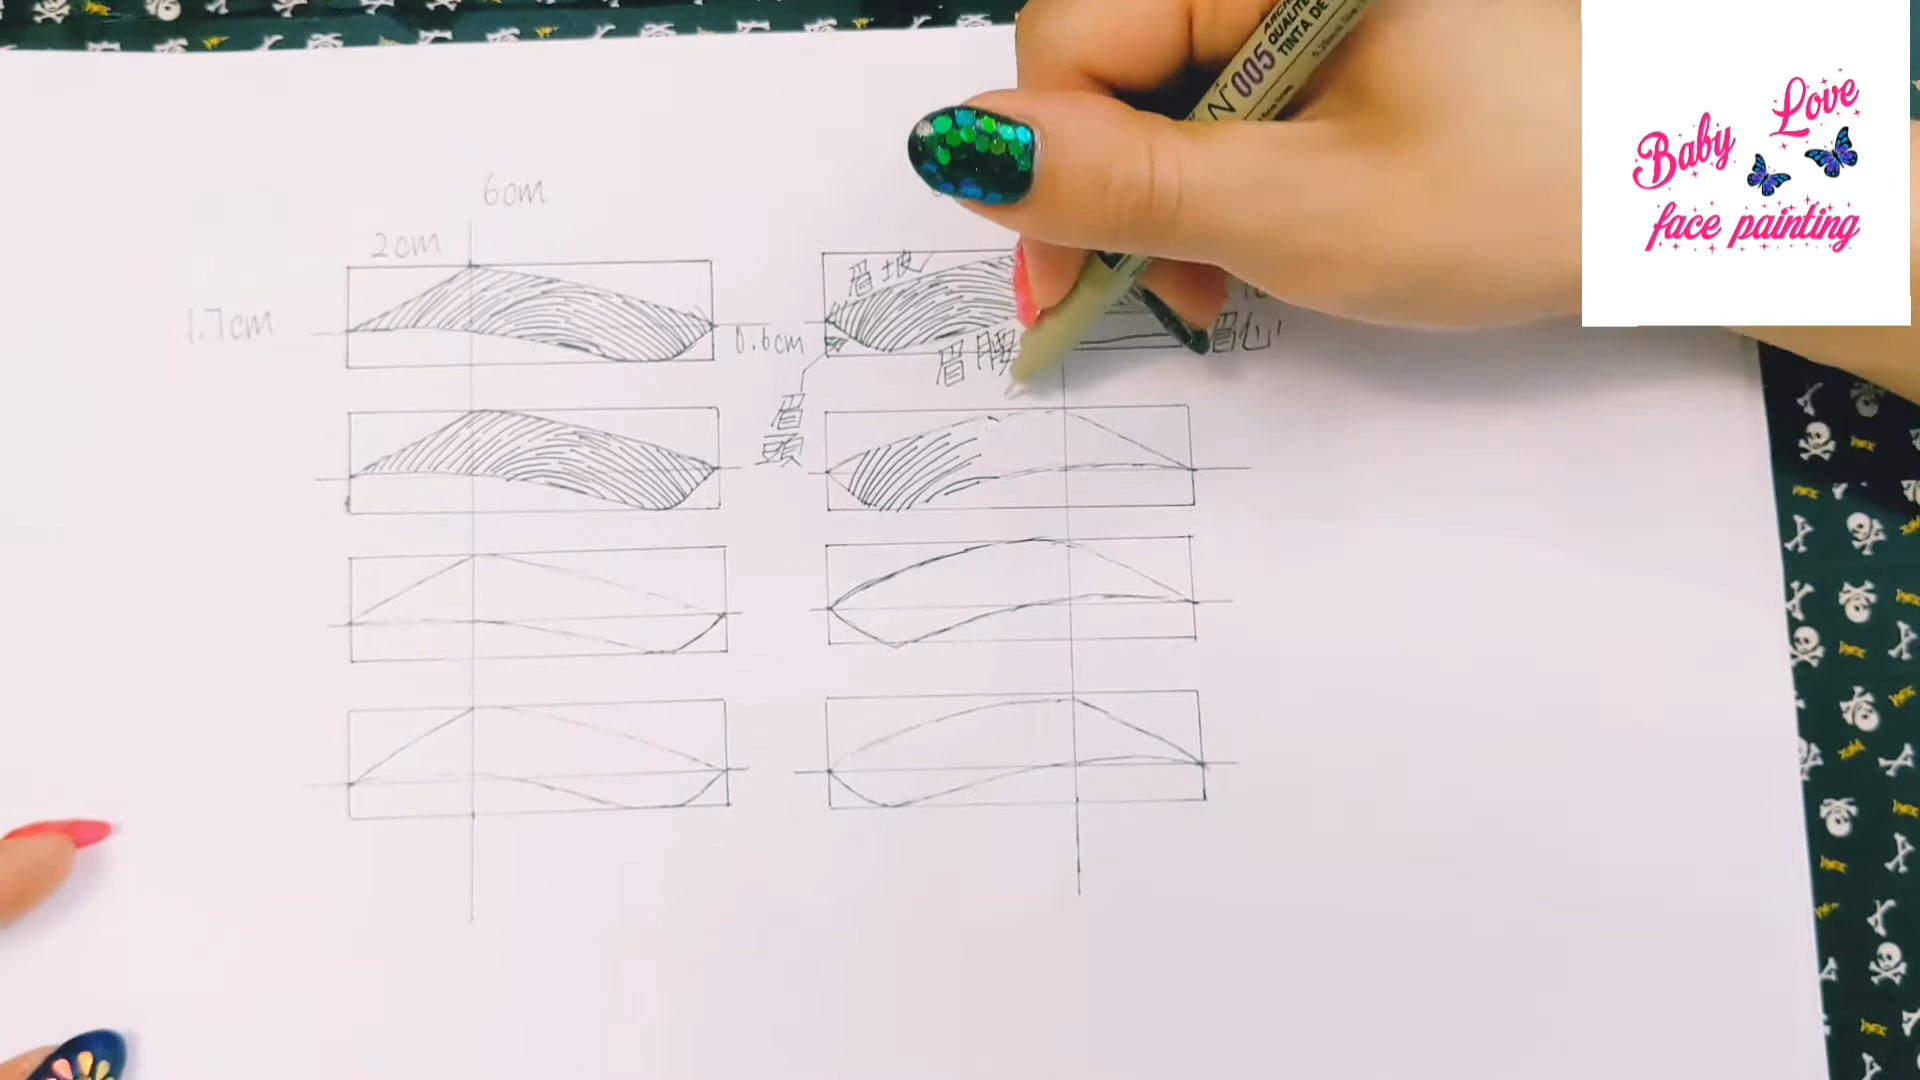 6cm
2cm
1.7cm
0.6cm
眉坡
眉腰
眉心
眉
頭
005
QUALITE
TINTA DE
Baby Love
face painting